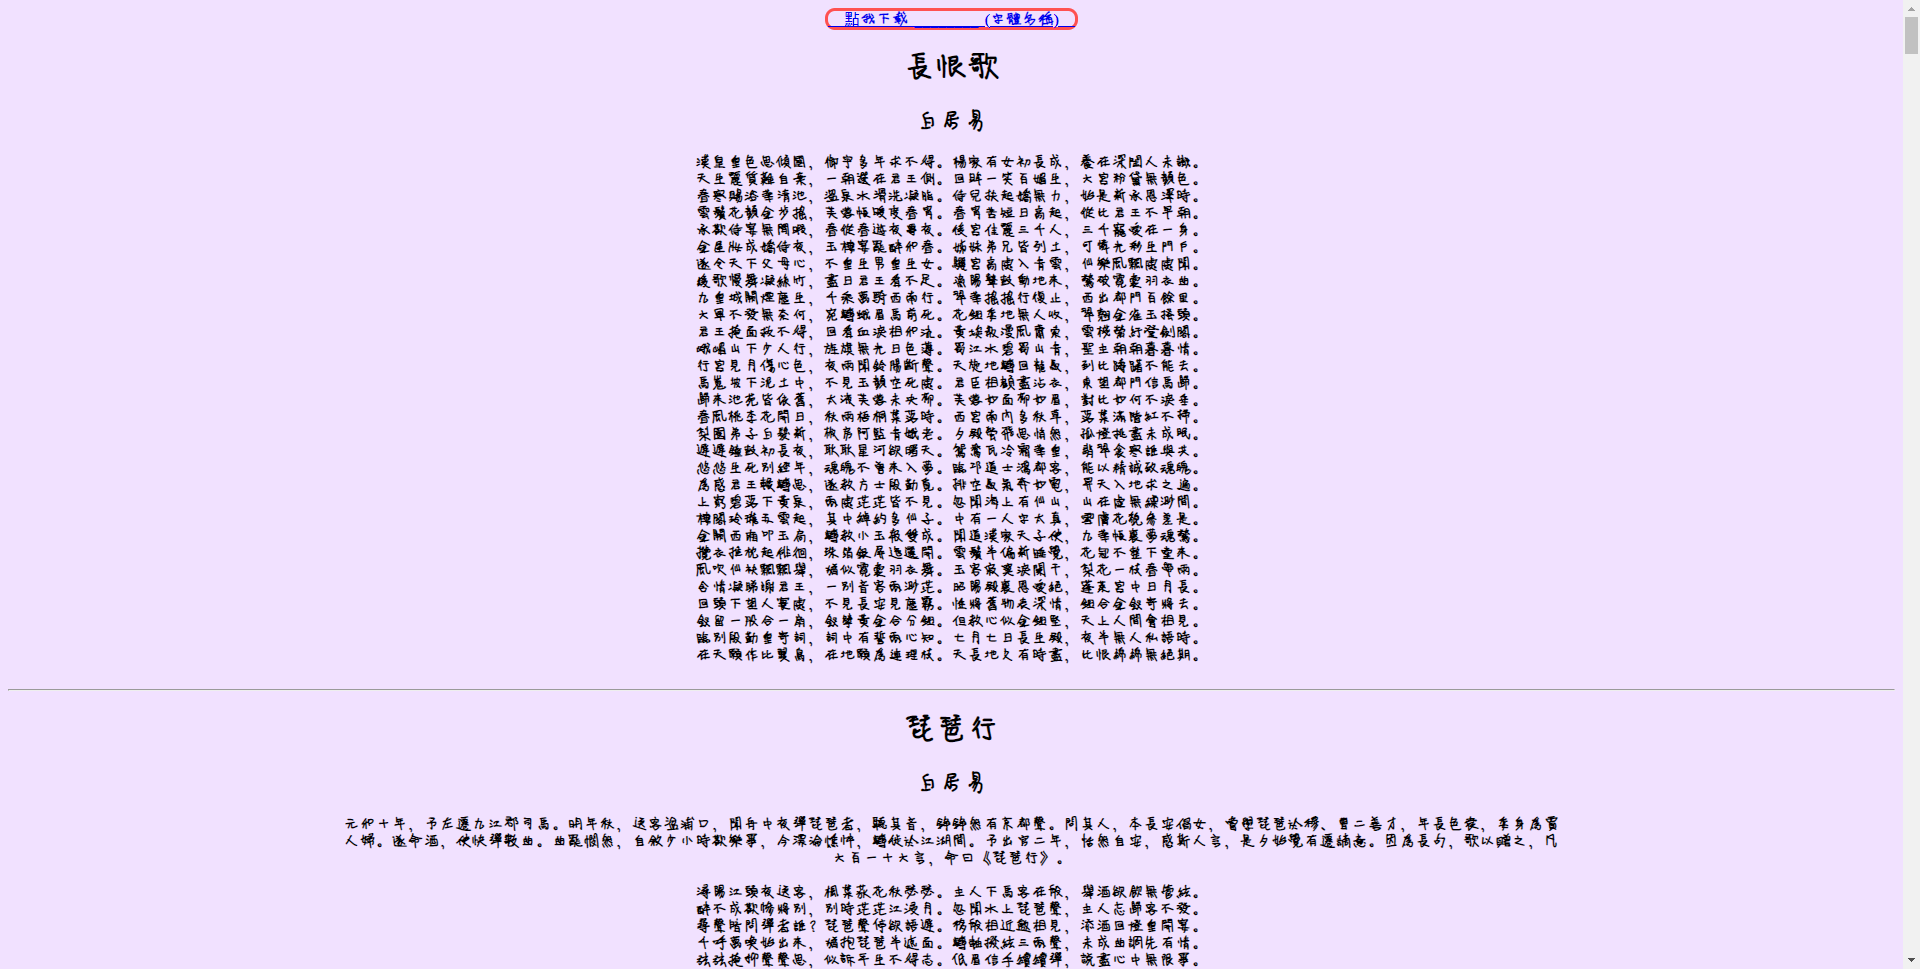 點我下載 ________ (字體名稱)
長恨歌
白居易
漢皇重色思傾國，御宇多年求不得。楊家有女初長成，養在深閨人未識。
天生麗質難自棄，一朝選在君王側。回眸一笑百媚生，六宮粉黛無顏色。
春寒賜浴華清池，溫泉水滑洗凝脂。侍兒扶起嬌無力，始是新承恩澤時。
雲鬢花顏金步搖，芙蓉帳暖度春宵。春宵苦短日高起，從此君王不早朝。
承歡侍宴無閒暇，春從春遊夜專夜。後宮佳麗三千人，三千寵愛在一身。
金屋妝成嬌侍夜，玉樓宴罷醉和春。姊妹弟兄皆列土，可憐光彩生門戶。
遂令天下父母心，不重生男重生女。驪宮高處入青雲，仙樂風飄處處聞。
緩歌慢舞凝絲竹，盡日君王看不足。漁陽鼙鼓動地來，驚破霓裳羽衣曲。
九重城闕煙塵生，千乘萬騎西南行。翠華搖搖行復止，西出都門百餘里。
六軍不發無奈何，宛轉蛾眉馬前死。花鈿委地無人收，翠翹金雀玉搔頭。
君王掩面救不得，回看血淚相和流。黃埃散漫風蕭索，雲棧縈紆登劍閣。
峨嵋山下少人行，旌旗無光日色薄。蜀江水碧蜀山青，聖主朝朝暮暮情。
行宮見月傷心色，夜雨聞鈴腸斷聲。天旋地轉回龍馭，到此躊躇不能去。
馬嵬坡下泥土中，不見玉顏空死處。君臣相顧盡沾衣，東望都門信馬歸。
歸來池苑皆依舊，太液芙蓉未央柳。芙蓉如面柳如眉，對此如何不淚垂。
春風桃李花開日，秋雨梧桐葉落時。西宮南內多秋草，落葉滿階紅不掃。
梨園弟子白髮新，椒房阿監青娥老。夕殿螢飛思悄然，孤燈挑盡未成眠。
遲遲鐘鼓初長夜，耿耿星河欲曙天。鴛鴦瓦冷霜華重，翡翠衾寒誰與共。
悠悠生死別經年，魂魄不曾來入夢。臨邛道士鴻都客，能以精誠致魂魄。
為感君王輾轉思，遂教方士殷勤覓。排空馭氣奔如電，升天入地求之遍。
上窮碧落下黃泉，兩處茫茫皆不見。忽聞海上有仙山，山在虛無縹渺間。
樓閣玲瓏五雲起，其中綽約多仙子。中有一人字太真，雪膚花貌參差是。
金闕西廂叩玉扃，轉教小玉報雙成。聞道漢家天子使，九華帳裏夢魂驚。
攬衣推枕起徘徊，珠箔銀屏迤邐開。雲鬢半偏新睡覺，花冠不整下堂來。
風吹仙袂飄飄舉，猶似霓裳羽衣舞。玉容寂寞淚闌干，梨花一枝春帶雨。
含情凝睇謝君王，一別音容兩渺茫。昭陽殿裏恩愛絕，蓬萊宮中日月長。
回頭下望人寰處，不見長安見塵霧。惟將舊物表深情，鈿合金釵寄將去。
釵留一股合一扇，釵擘黃金合分鈿。但教心似金鈿堅，天上人間會相見。
臨別殷勤重寄詞，詞中有誓兩心知。七月七日長生殿，夜半無人私語時。
在天願作比翼鳥，在地願為連理枝。天長地久有時盡，此恨綿綿無絕期。
琵琶行
白居易
元和十年，予左遷九江郡司馬。明年秋，送客湓浦口，聞舟中夜彈琵琶者，聽其音，錚錚然有京都聲。問其人，本長安倡女，嘗學琵琶於穆、曹二善才，年長色衰，委身為賈
人婦。遂命酒，使快彈數曲。曲罷憫然，自敘少小時歡樂事，今漂淪憔悴，轉徙於江湖間。予出官二年，恬然自安，感斯人言，是夕始覺有遷謫意。因為長句，歌以贈之，凡
六百一十六言，命曰《琵琶行》。
潯陽江頭夜送客，楓葉荻花秋瑟瑟。主人下馬客在船，舉酒欲飲無管絃。
醉不成歡慘將別，別時茫茫江浸月。忽聞水上琵琶聲，主人忘歸客不發。
尋聲暗問彈者誰？琵琶聲停欲語遲。移船相近邀相見，添酒回燈重開宴。
千呼萬喚始出來，猶抱琵琶半遮面。轉軸撥絃三兩聲，未成曲調先有情。
絃絃掩抑聲聲思，似訴平生不得志。低眉信手續續彈，說盡心中無限事。